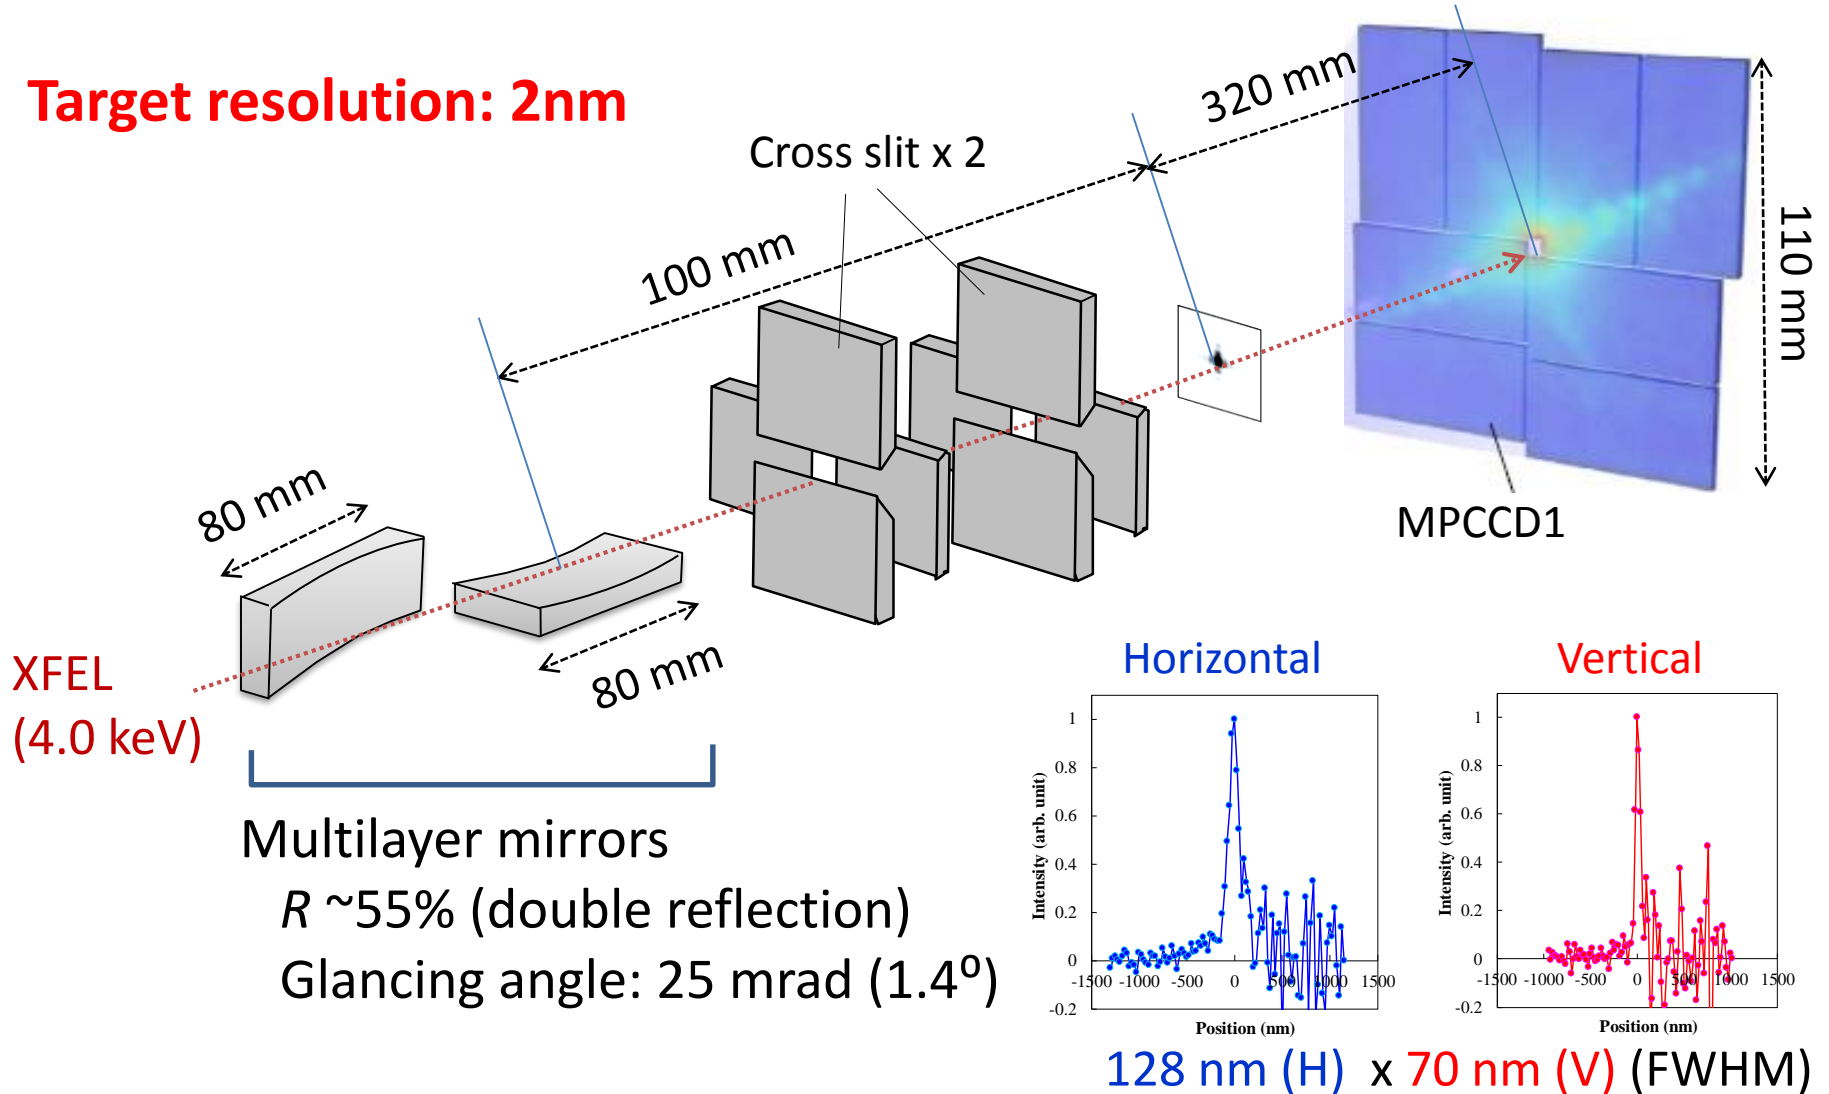 Target resolution: 2nm
320 mm
Cross slit x 2
100 mm
110 mm
80 mm
MPCCD1
80 mm
XFEL
(4.0 keV)
Multilayer mirrors
R ~55% (double reflection)
Glancing angle: 25 mrad (1.4⁰)
Horizontal
Intensity (arb. unit)
1
0.8
0.6
0.4
0.2
0
-0.2
-1500 -1000 -500 0 500 1000 1500
Position (nm)
Vertical
Intensity (arb. unit)
1
0.8
0.6
0.4
0.2
0
-0.2
-1500 -1000 -500 0 500 1000 1500
Position (nm)
128 nm (H) x 70 nm (V) (FWHM)